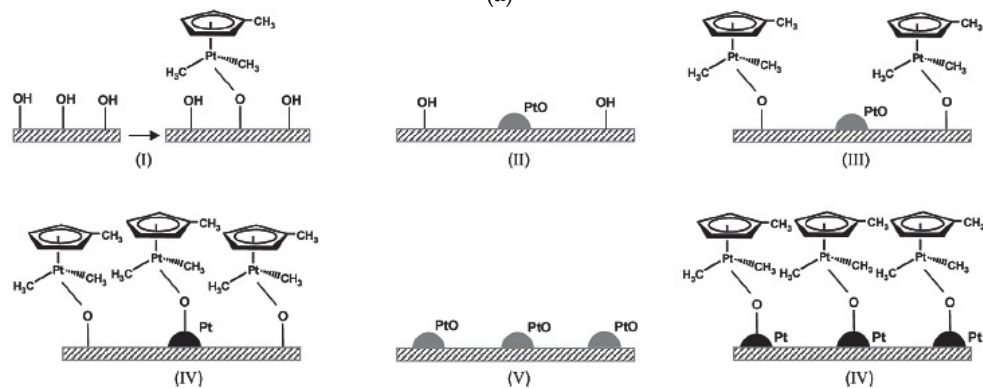 (a)
CH₃
Pt
H₃C CH₃
OH OH OH OH O OH
(I)
OH PtO OH
(II)
CH₃ CH₃
Pt Pt
H₃C CH₃ H₃C CH₃
O PtO O
(III)
CH₃ CH₃ CH₃
Pt Pt Pt
H₃C CH₃ H₃C CH₃ H₃C CH₃
O O O
Pt
(IV)
PtO PtO PtO
(V)
CH₃ CH₃ CH₃
Pt Pt Pt
H₃C CH₃ H₃C CH₃ H₃C CH₃
O O O
Pt Pt Pt
(IV)